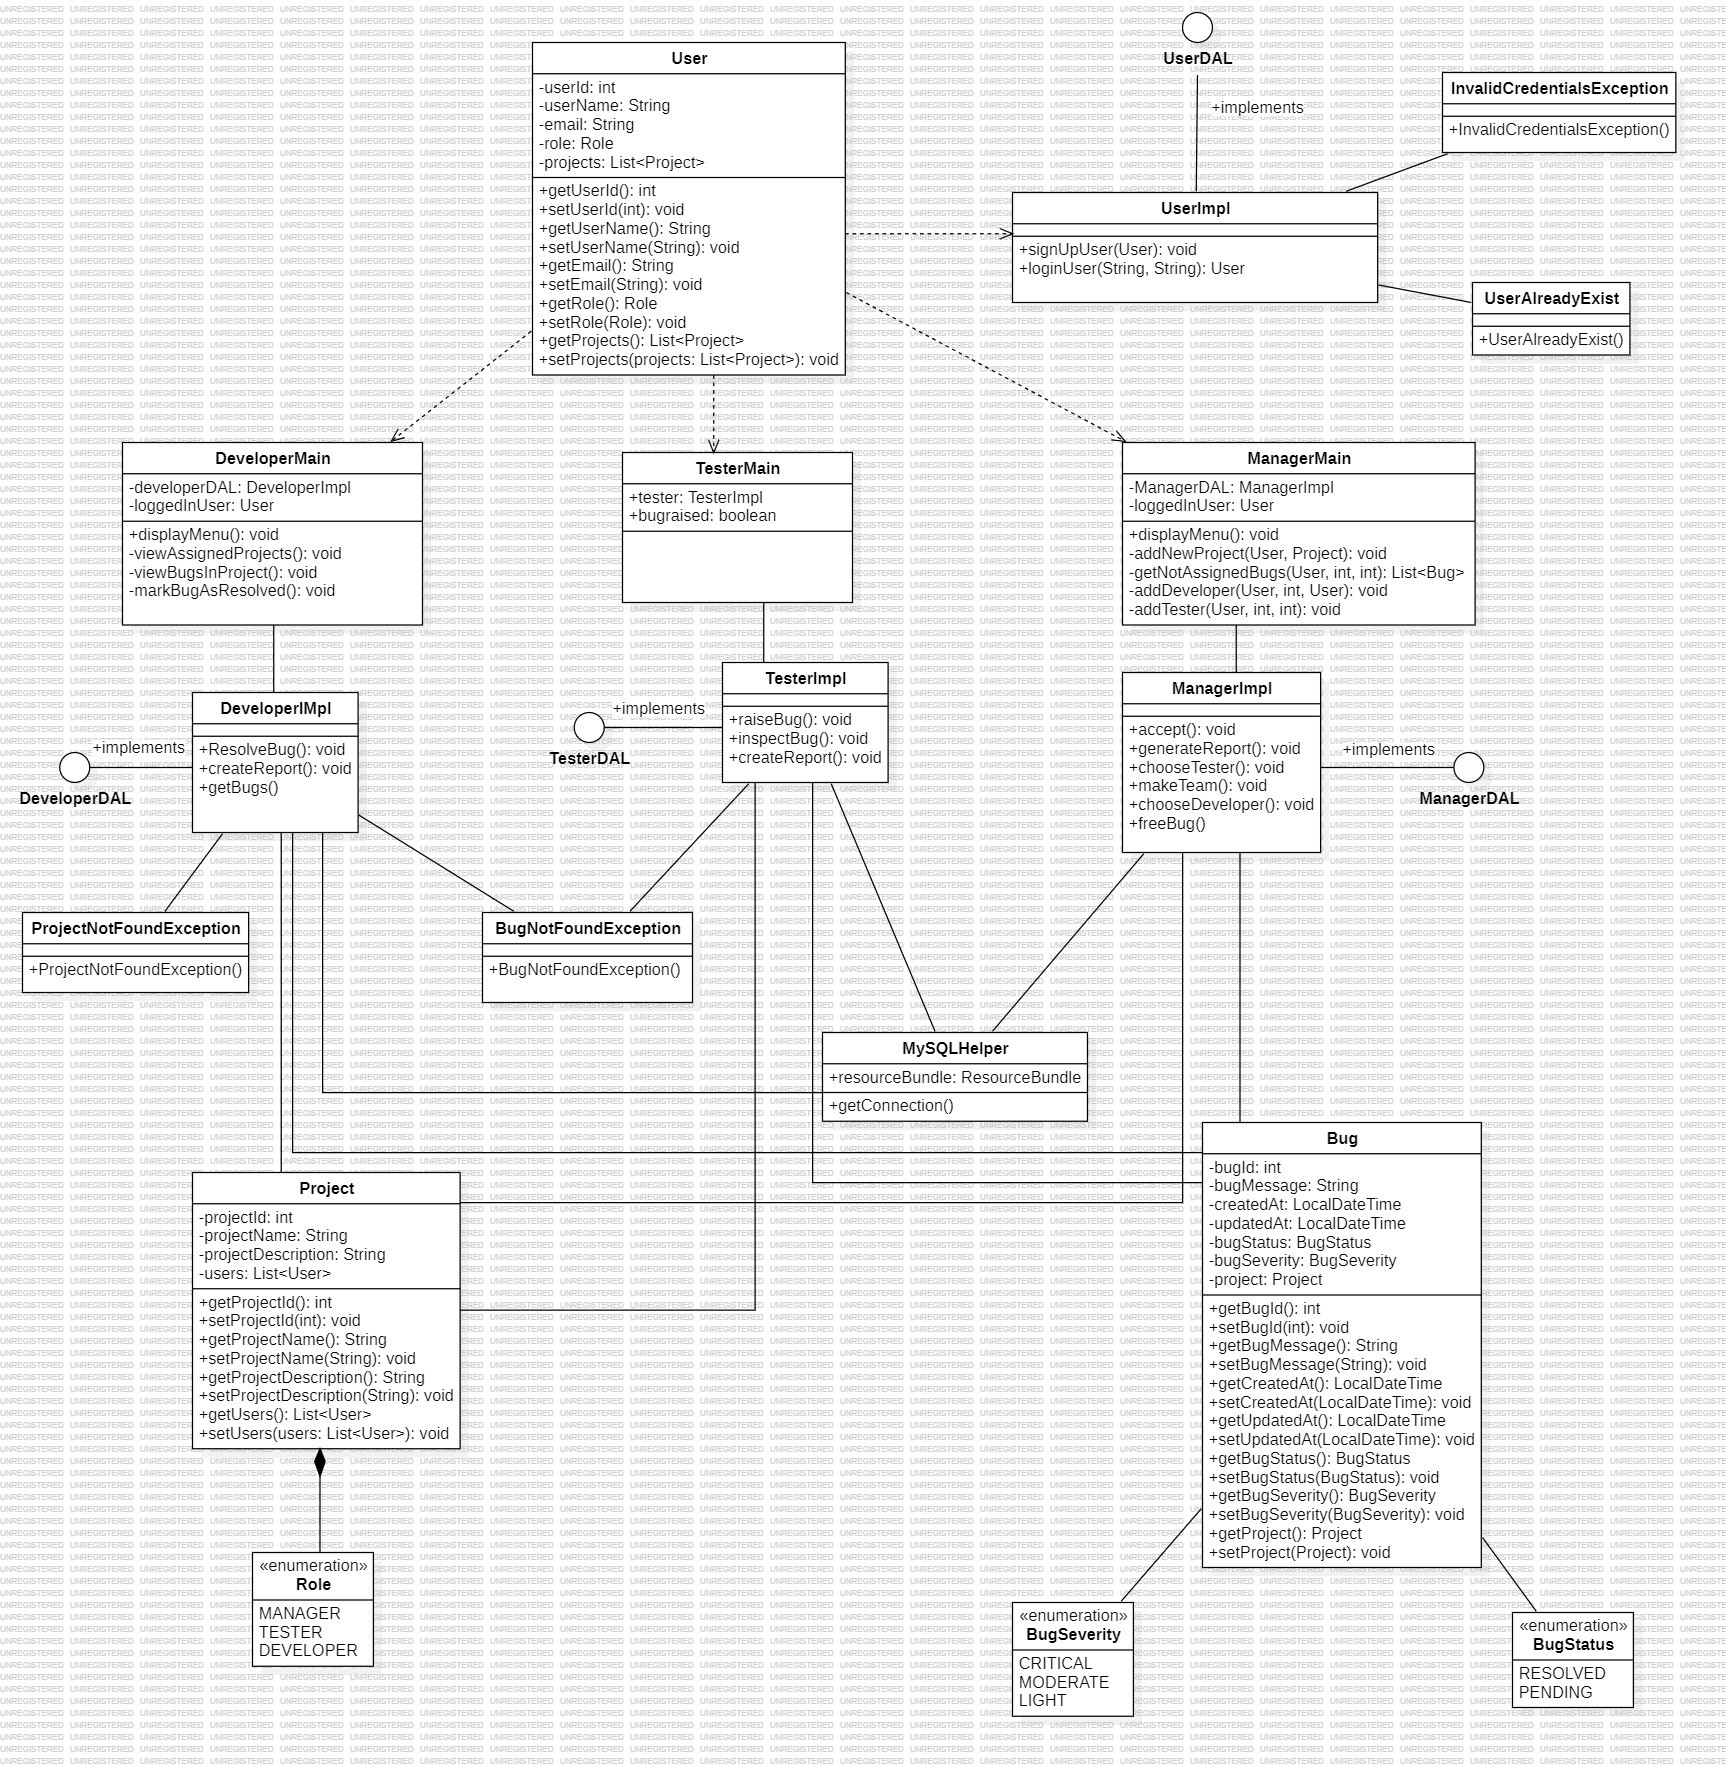 User
-userId: int
-userName: String
-email: String
-role: Role
-projects: List<Project>
+getUserId(): int
+setUserId(int): void
+getUserName(): String
+setUserName(String): void
+getEmail(): String
+setEmail(String): void
+getRole(): Role
+setRole(Role): void
+getProjects(): List<Project>
+setProjects(projects: List<Project>): void
UserDAL
+implements
InvalidCredentialsException
+InvalidCredentialsException()
UserImpl
+signUpUser(User): void
+loginUser(String, String): User
UserAlreadyExist
+UserAlreadyExist()
DeveloperMain
-developerDAL: DeveloperImpl
-loggedInUser: User
+displayMenu(): void
-viewAssignedProjects(): void
-viewBugsInProject(): void
-markBugAsResolved(): void
TesterMain
+tester: TesterImpl
+bugraised: boolean
ManagerMain
-ManagerDAL: ManagerImpl
-loggedInUser: User
+displayMenu(): void
-addNewProject(User, Project): void
-getNotAssignedBugs(User, int, int): List<Bug>
-addDeveloper(User, int, User): void
-addTester(User, int, int): void
DeveloperIMpl
+ResolveBug(): void
+createReport(): void
+getBugs()
+implements
DeveloperDAL
TesterImpl
+raiseBug(): void
+inspectBug(): void
+createReport(): void
+implements
TesterDAL
ManagerImpl
+accept(): void
+generateReport(): void
+chooseTester(): void
+makeTeam(): void
+chooseDeveloper(): void
+freeBug()
+implements
ManagerDAL
ProjectNotFoundException
+ProjectNotFoundException()
BugNotFoundException
+BugNotFoundException()
MySQLHelper
+resourceBundle: ResourceBundle
+getConnection()
Project
-projectId: int
-projectName: String
-projectDescription: String
-users: List<User>
+getProjectId(): int
+setProjectId(int): void
+getProjectName(): String
+setProjectName(String): void
+getProjectDescription(): String
+setProjectDescription(String): void
+getUsers(): List<User>
+setUsers(users: List<User>): void
Bug
-bugId: int
-bugMessage: String
-createdAt: LocalDateTime
-updatedAt: LocalDateTime
-bugStatus: BugStatus
-bugSeverity: BugSeverity
-project: Project
+getBugId(): int
+setBugId(int): void
+getBugMessage(): String
+setBugMessage(String): void
+getCreatedAt(): LocalDateTime
+setCreatedAt(LocalDateTime): void
+getUpdatedAt(): LocalDateTime
+setUpdatedAt(LocalDateTime): void
+getBugStatus(): BugStatus
+setBugStatus(BugStatus): void
+getBugSeverity(): BugSeverity
+setBugSeverity(BugSeverity): void
+getProject(): Project
+setProject(Project): void
«enumeration»
Role
MANAGER
TESTER
DEVELOPER
«enumeration»
BugSeverity
CRITICAL
MODERATE
LIGHT
«enumeration»
BugStatus
RESOLVED
PENDING
UNREGISTERED